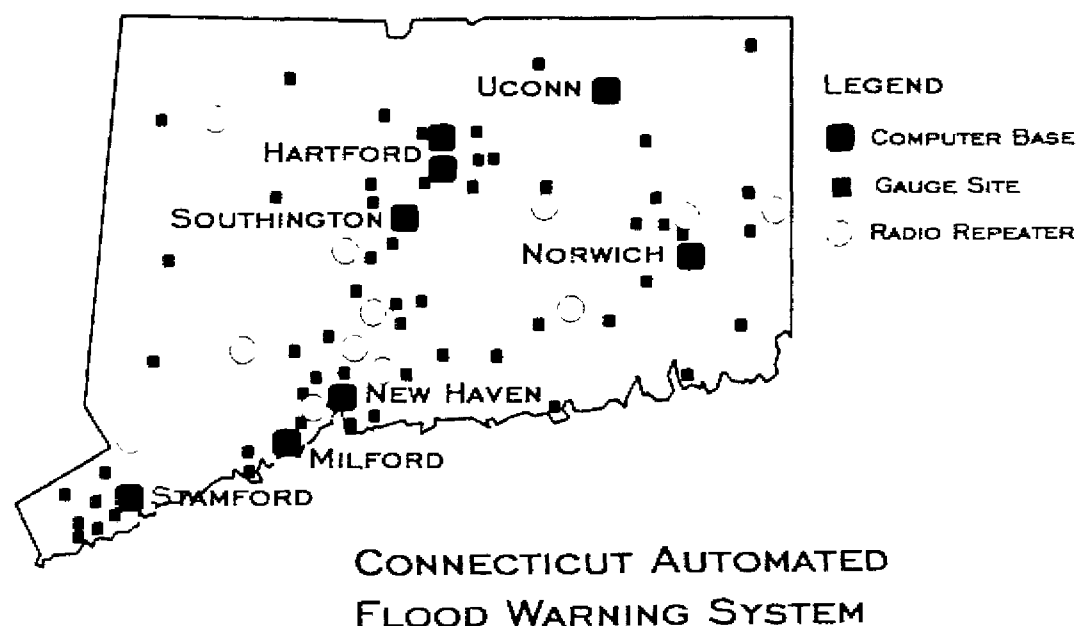 UCONN
LEGEND
HARTFORD
COMPUTER BASE
GAUGE SITE
SOUTHINGTON
RADIO REPEATER
NORWICH
NEW HAVEN
MILFORD
STAMFORD
CONNECTICUT AUTOMATED
FLOOD WARNING SYSTEM